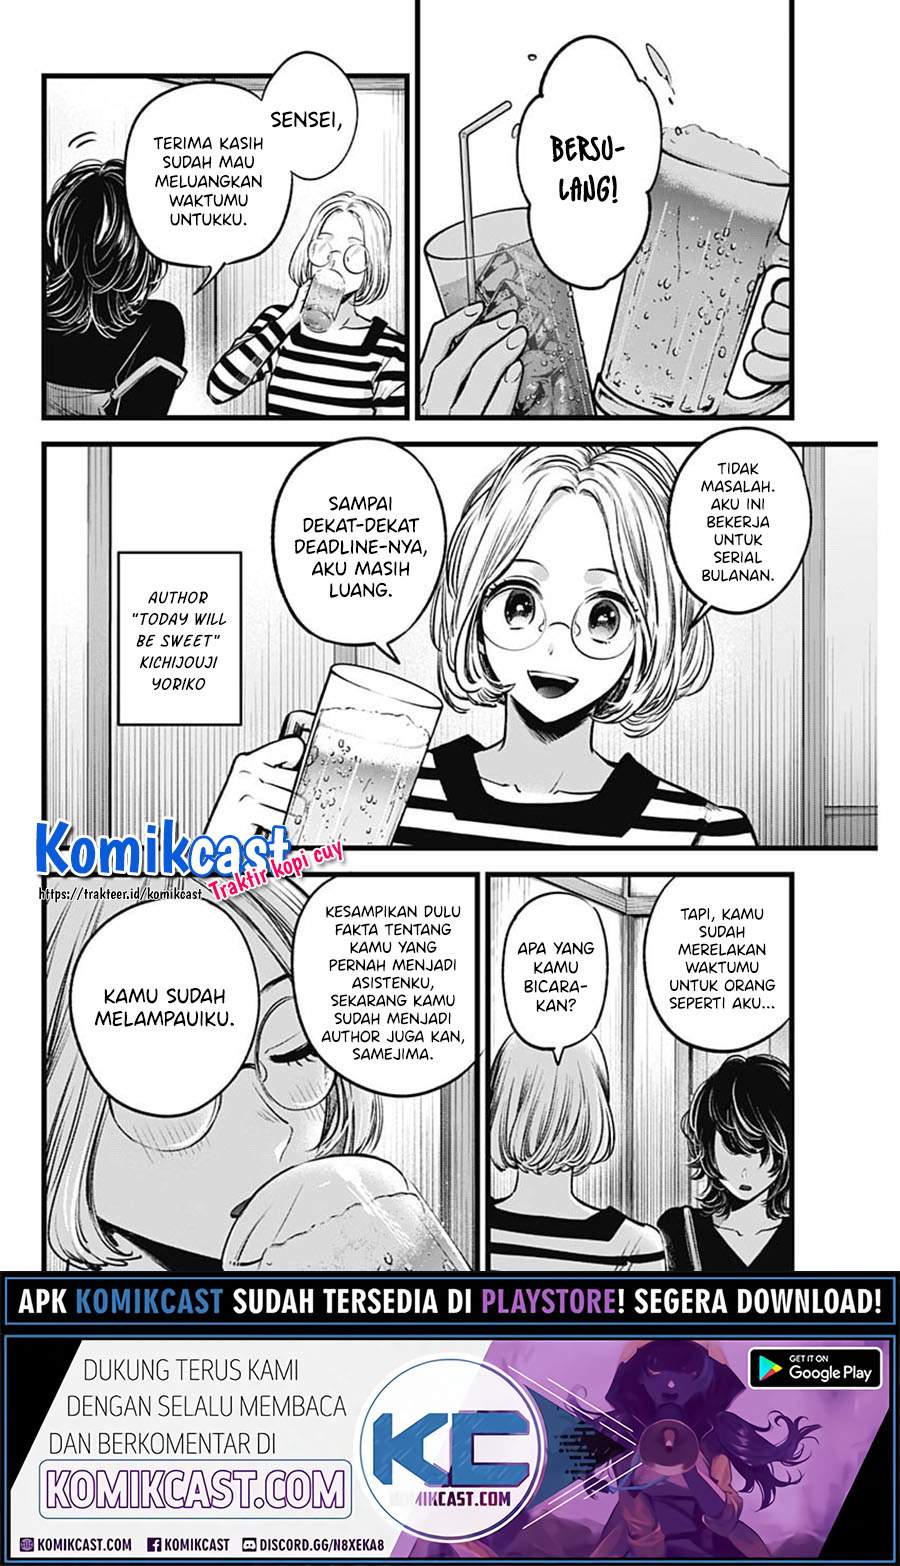 BERSU-
LANG!
SENSEI,
TERIMA KASIH
SUDAH MAU
MELUANGKAN
WAKTUMU
UNTUKKU.
TIDAK
MASALAH.
AKU INI
BEKERJA
UNTUK
SERIAL
BULANAN.
SAMPAI
DEKAT-DEKAT
DEADLINE-NYA,
AKU MASIH
LUANG.
AUTHOR
"TODAY WILL
BE SWEET"
KICHIJOUJI
YORIKO
Komikcast
Traktir kopi cuy
https://trakteer.id/komikcast
TAPI, KAMU
SUDAH
MERELAKAN
WAKTUMU
UNTUK ORANG
SEPERTI AKU...
APA YANG
KAMU
BICARA-
KAN?
KESAMPIKAN DULU
FAKTA TENTANG
KAMU YANG
PERNAH MENJADI
ASISTENKU,
SEKARANG KAMU
SUDAH MENJADI
AUTHOR JUGA KAN,
SAMEJIMA.
KAMU SUDAH
MELAMPAUIKU.
APK KOMIKCAST SUDAH TERSEDIA DI PLAYSTORE! SEGERA DOWNLOAD!
DUKUNG TERUS KAMI
DENGAN SELALU MEMBACA
DAN BERKOMENTAR DI
KOMIKCAST.COM
KOMIKCAST.COM KOMIKCAST DISCORD.GG/N8XEKA8
KC
KOMIKCAST.COM
GET IT ON
Google Play